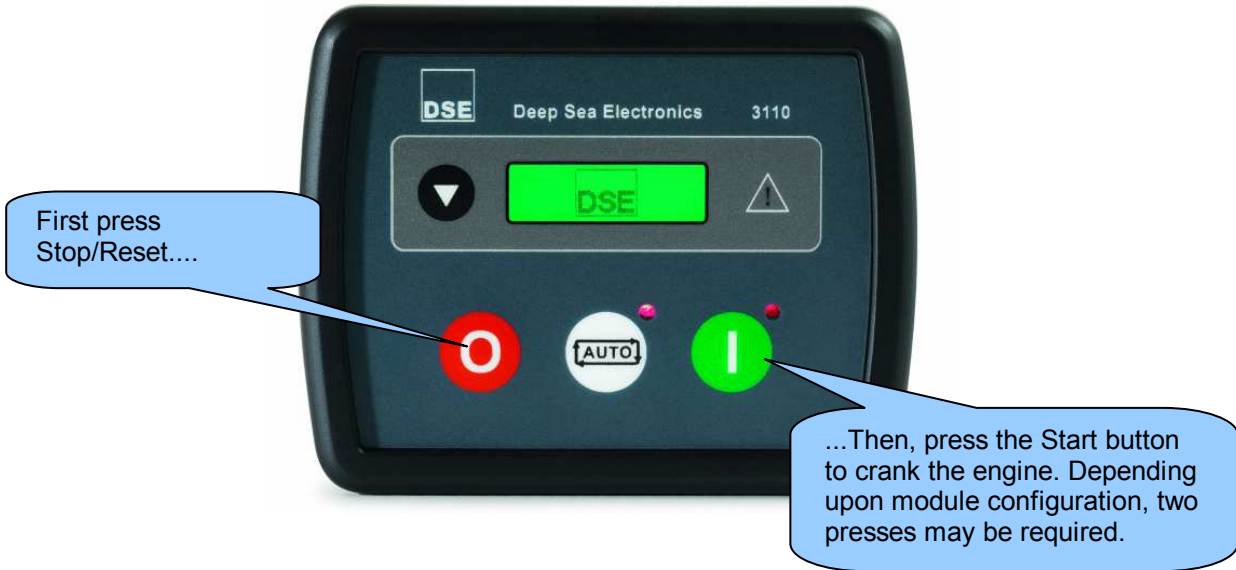 DSE
Deep Sea Electronics 3110
DSE
First press
Stop/Reset....
O
AUTO
I
...Then, press the Start button
to crank the engine. Depending
upon module configuration, two
presses may be required.